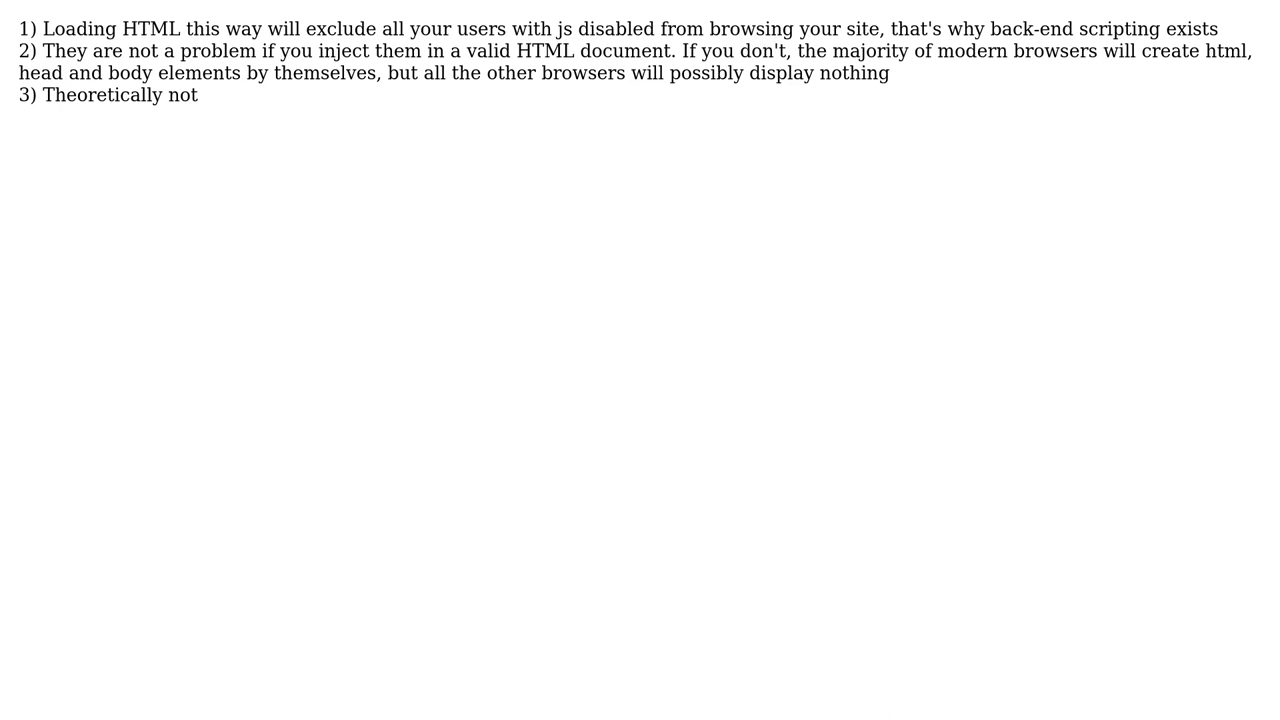 1) Loading HTML this way will exclude all your users with js disabled from browsing your site, that's why back-end scripting exists
2) They are not a problem if you inject them in a valid HTML document. If you don't, the majority of modern browsers will create html,
head and body elements by themselves, but all the other browsers will possibly display nothing
3) Theoretically not